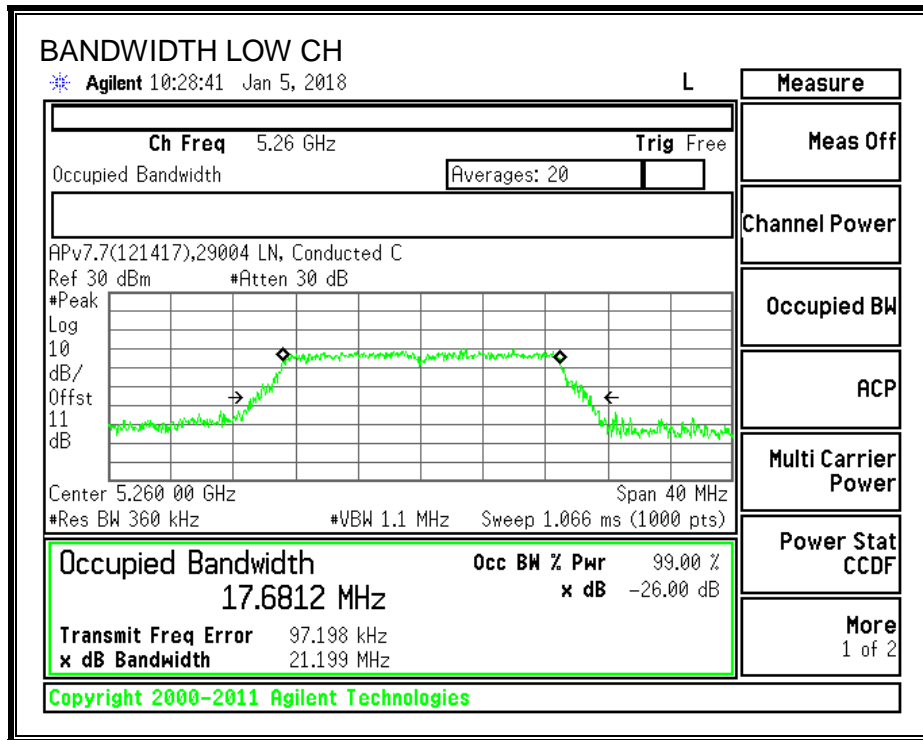 BANDWIDTH LOW CH
Agilent 10:28:41 Jan 5, 2018 L
Measure
Ch Freq 5.26 GHz Trig Free
Meas Off
Occupied Bandwidth Averages: 20
Channel Power
APv7.7(121417),29004 LN, Conducted C
Ref 30 dBm #Atten 30 dB
#Peak
Log
10
dB/
Offst
11
dB
Occupied BW
ACP
Multi Carrier
Power
Center 5.260 00 GHz Span 40 MHz
#Res BW 360 kHz #VBW 1.1 MHz Sweep 1.066 ms (1000 pts)
Power Stat
CCDF
Occupied Bandwidth Occ BW % Pwr 99.00 %
17.6812 MHz x dB -26.00 dB
Transmit Freq Error 97.198 kHz
x dB Bandwidth 21.199 MHz
More
1 of 2
Copyright 2000-2011 Agilent Technologies